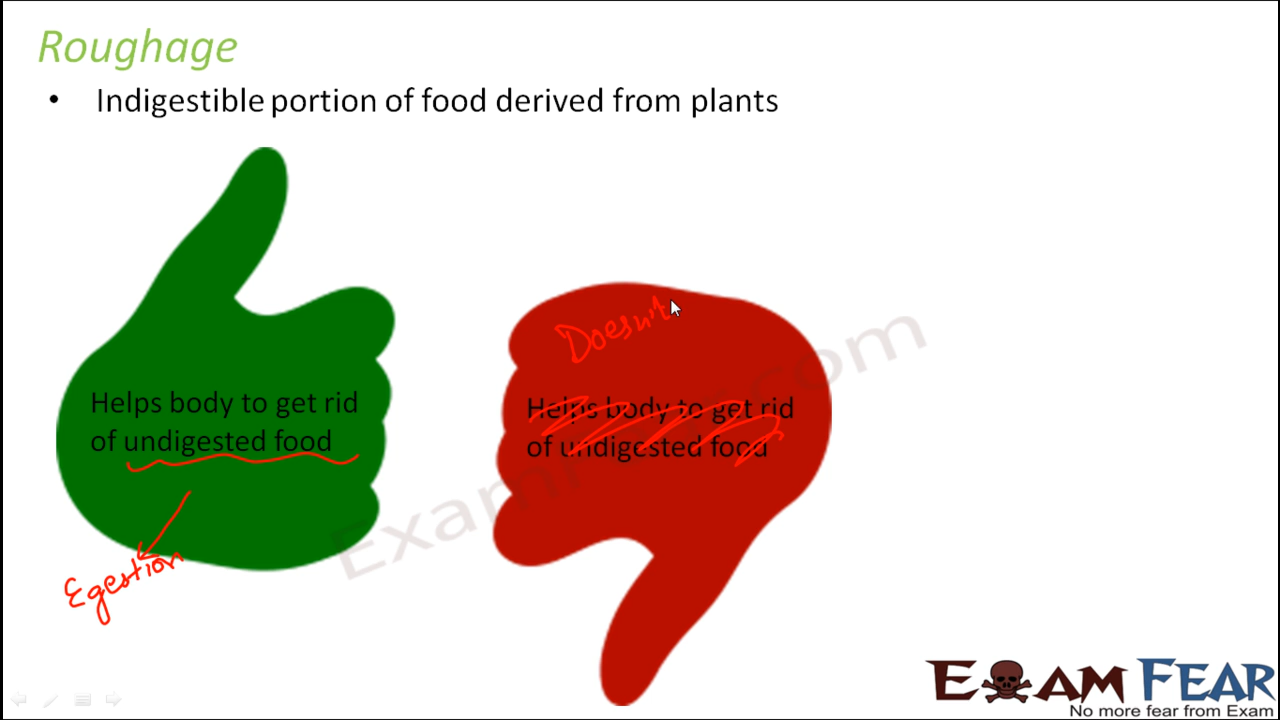 Roughage
• Indigestible portion of food derived from plants
Helps body to get rid
of undigested food
Egestion
Doesn't
Helps body to get rid
of undigested food
EXAM FEAR
No more fear from Exam